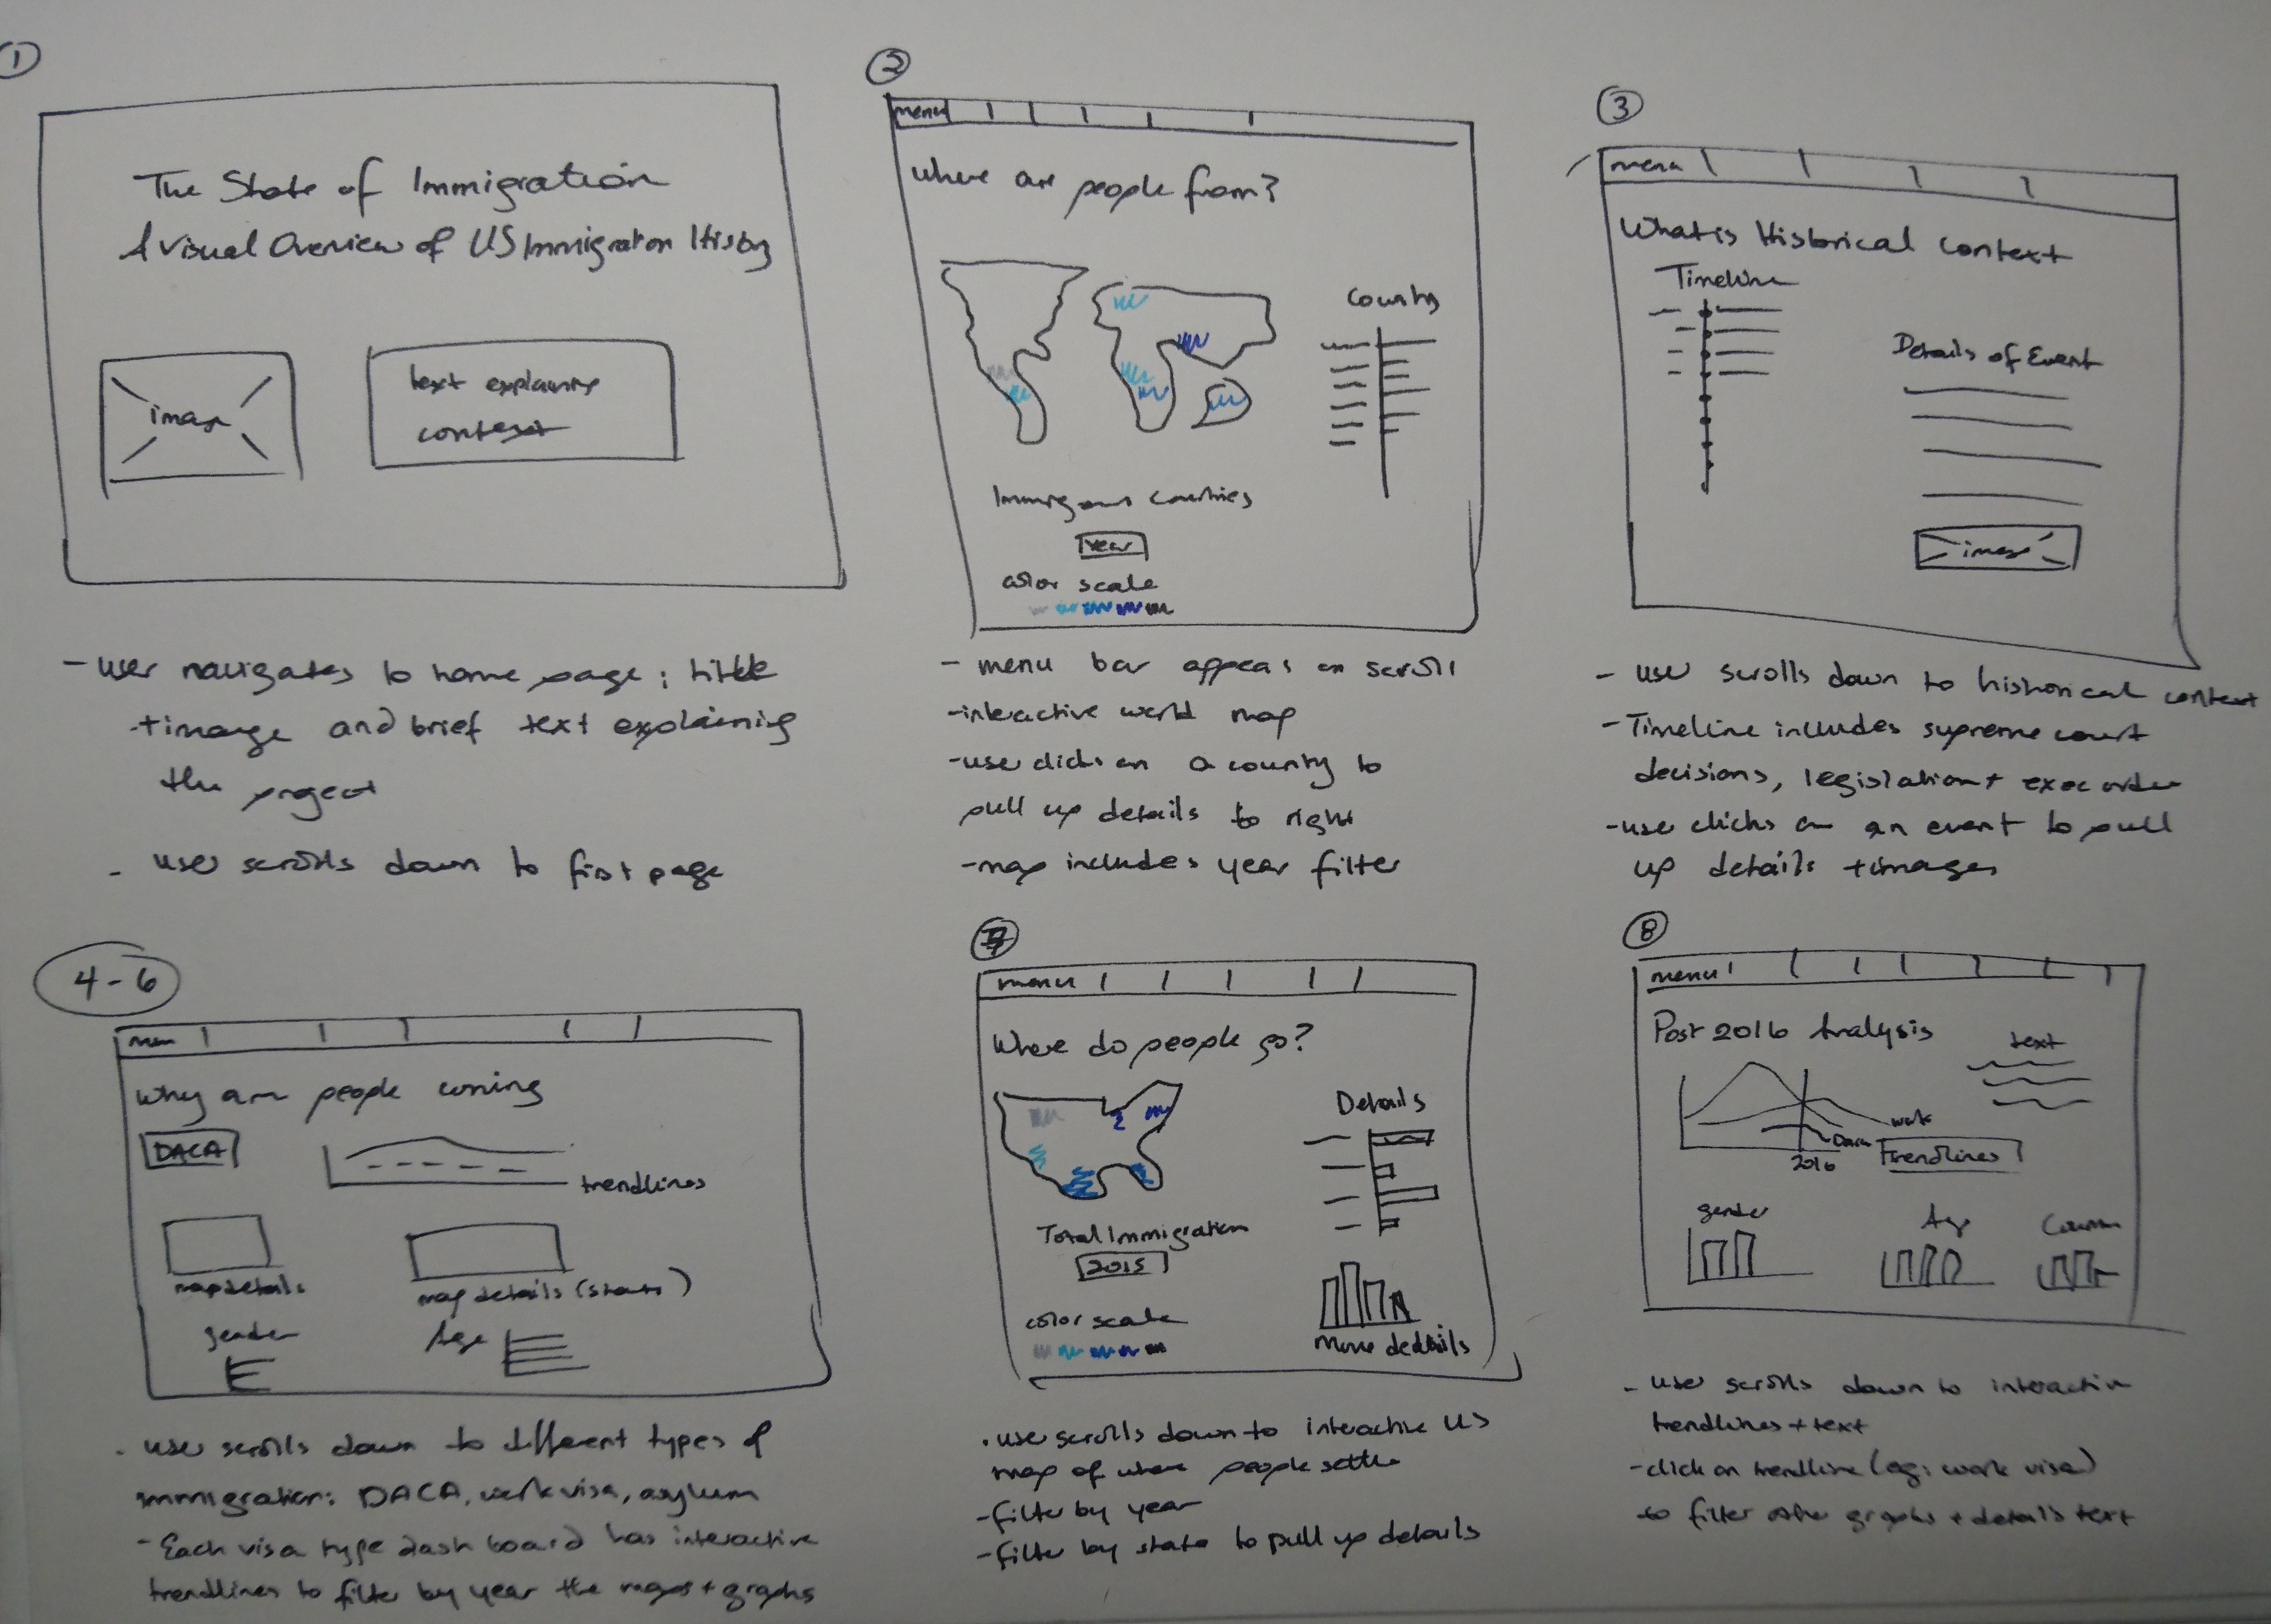 1
The State of Immigration
A Visual Overview of US Immigration History
image
text explaining
context
- user navigates to home page; title
+ image and brief text explaining
the project
- user scrolls down to first page
2
menu
Where are people from?
Country
Immigrant Countries
Year
color scale
- menu bar appears on scroll
- interactive world map
- user clicks on a country to
pull up details to right
- map includes year filter
3
menu
What is Historical context
Timeline
Details of Event
image
- user scrolls down to historical context
- Timeline includes supreme court
decisions, legislation + exec order
- user clicks on an event to pull
up details + images
4-6
menu
Why are people coming
DACA
trendlines
map details
map details (states)
gender
Age
- user scrolls down to different types of
immigration: DACA, work visa, asylum
- Each visa type dash board has interactive
trendlines to filter by year the maps + graphs
7
menu
Where do people go?
Details
Total Immigration
2015
color scale
More details
- user scrolls down to interactive US
map of where people settle
- filter by year
- filter by state to pull up details
8
menu
Post 2016 Analysis
text
work
Daca
2016
Trendlines
gender
Age
- user scrolls down to interactive
trendlines + text
- click on trendline (eg: work visa)
to filter other graphs + details text